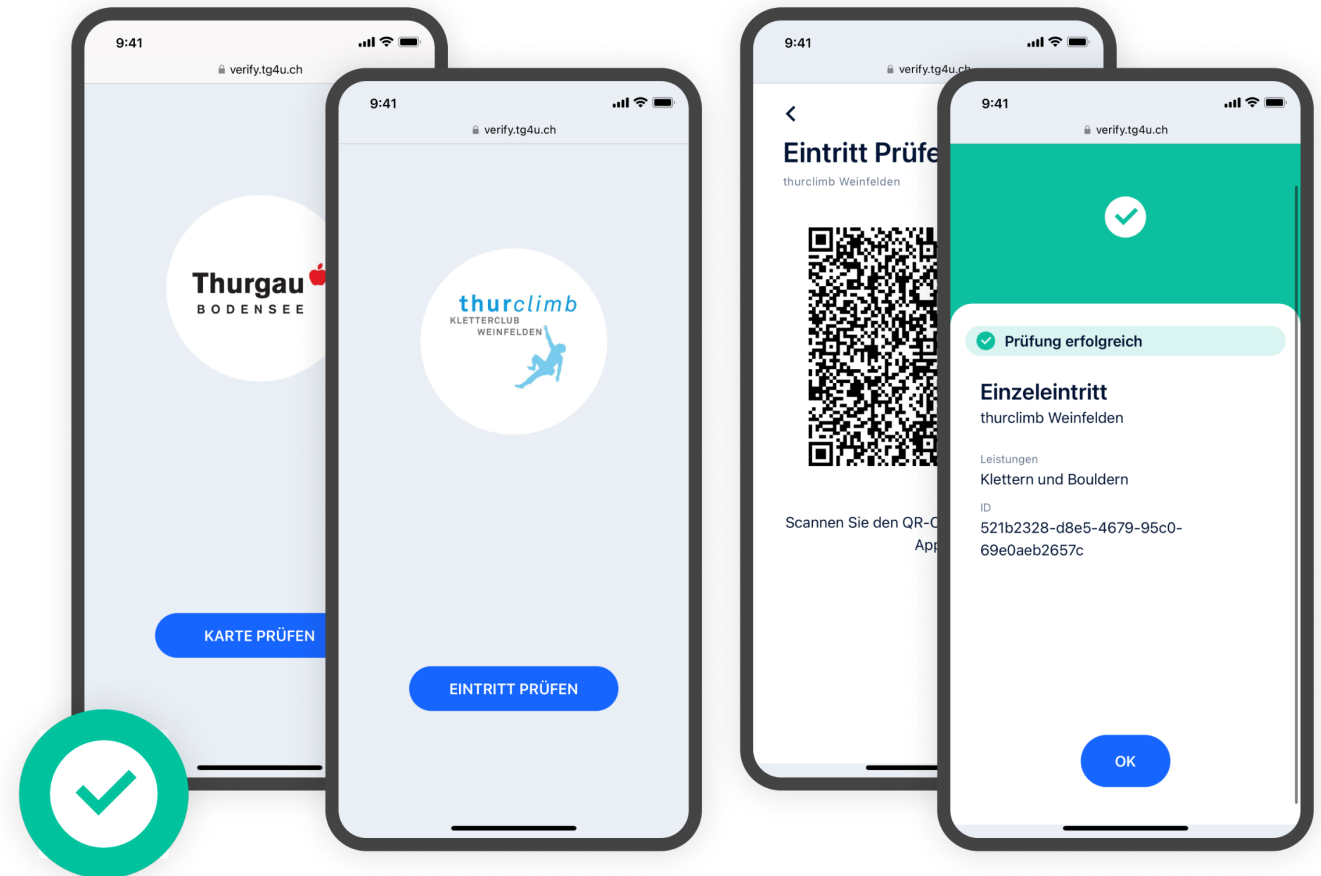 9:41
verify.tg4u.ch
Thurgau
BODENSEE
KARTE PRÜFEN
9:41
verify.tg4u.ch
thurclimb
KLETTERCLUB
WEINFELDEN
EINTRITT PRÜFEN
9:41
verify.tg4u.ch
Eintritt Prüfe
thurclimb Weinfelden
Scannen Sie den QR-C
App
9:41
verify.tg4u.ch
Prüfung erfolgreich
Einzeleintritt
thurclimb Weinfelden
Leistungen
Klettern und Bouldern
ID
521b2328-d8e5-4679-95c0-
69e0aeb2657c
OK